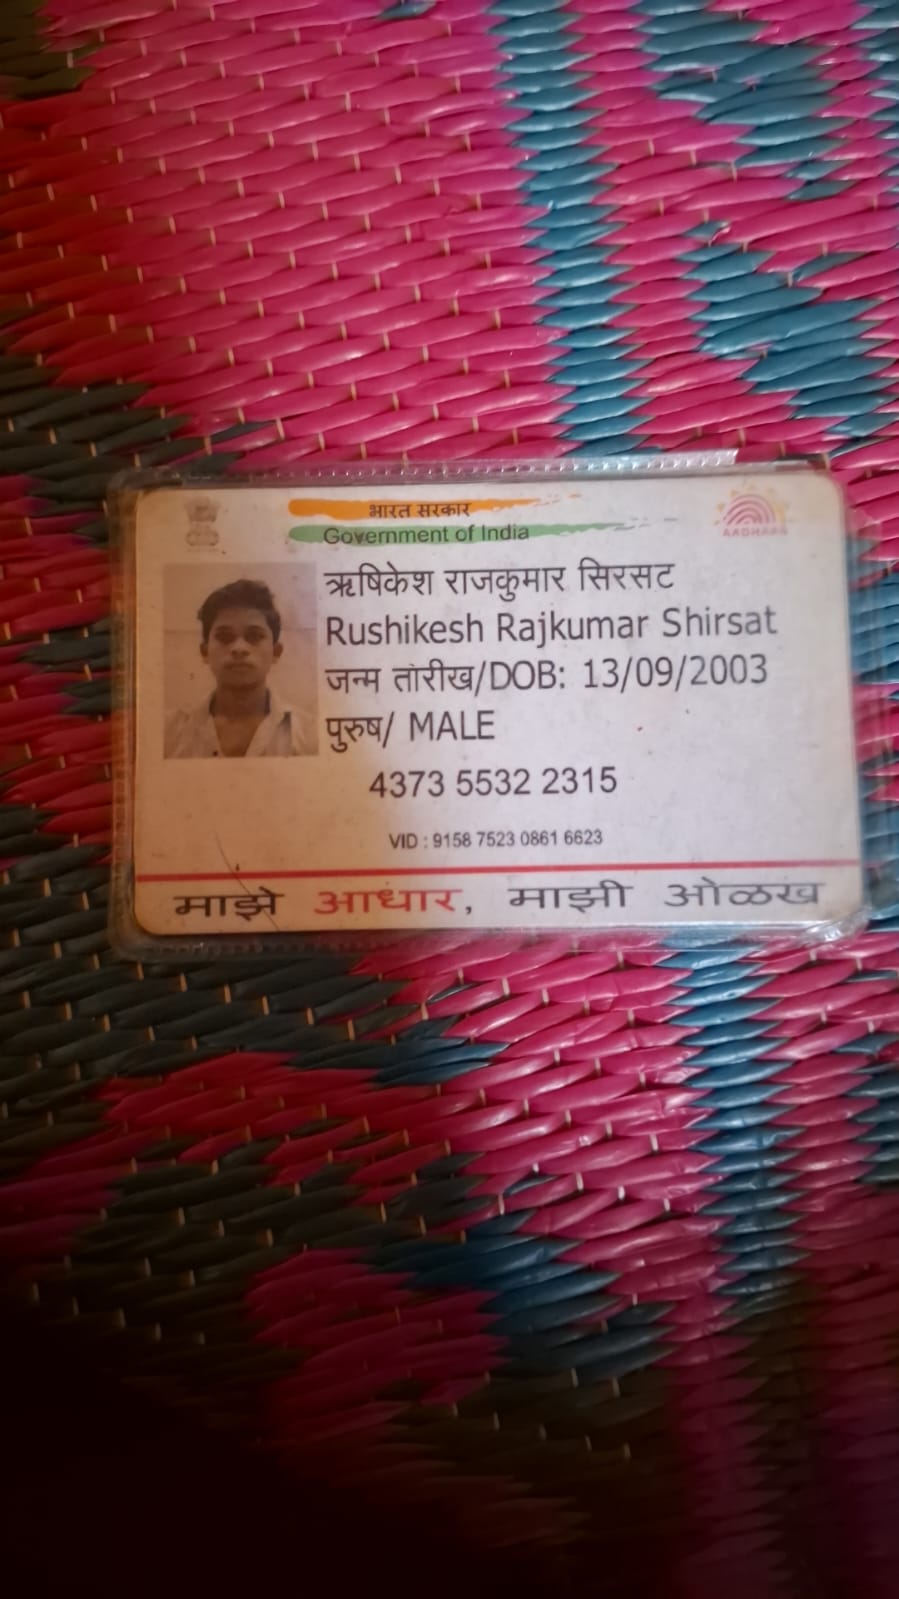 भारत सरकार
Government of India
AADHAAR
ऋषिकेश राजकुमार सिरसट
Rushikesh Rajkumar Shirsat
जन्म तारीख/DOB: 13/09/2003
पुरुष/ MALE
4373 5532 2315
VID : 9158 7523 0861 6623
माझे आधार, माझी ओळख